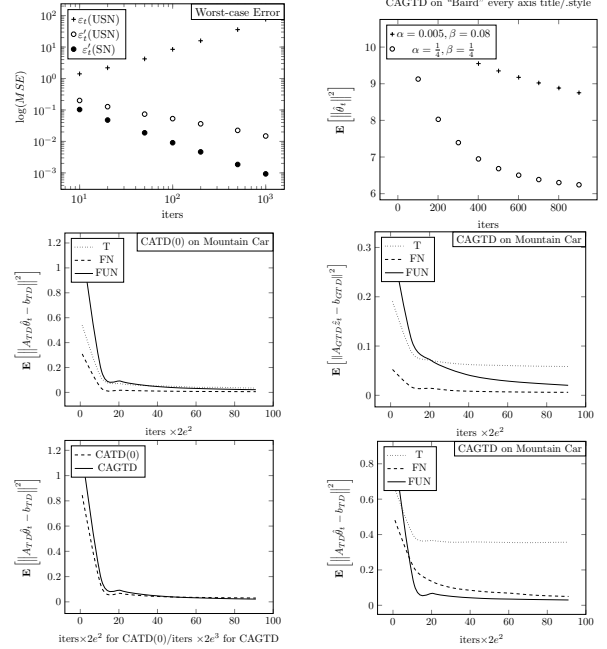 Worst-case Error
ε_t(USN)
ε'_t(USN)
ε'_t(SN)
log(MSE)
10^2
10^1
10^0
10^-1
10^-2
10^-3
10^1
10^2
10^3
iters
CAGTD on "Baird" every axis title/.style
α = 0.005, β = 0.08
α = 1/4, β = 1/4
E [||θ̂_t||^2]
10
9
8
7
6
0
200
400
600
800
iters
CATD(0) on Mountain Car
T
FN
FUN
E [||A_TD θ̂_t − b_TD||^2]
1.2
1
0.8
0.6
0.4
0.2
0
0
20
40
60
80
100
iters ×2e^2
CAGTD on Mountain Car
T
FN
FUN
E [||A_GTD ẑ_t − b_GTD||^2]
0.3
0.2
0.1
0
0
20
40
60
80
100
iters ×2e^2
CATD(0)
CAGTD
E [||A_TD θ̂_t − b_TD||^2]
1.2
1
0.8
0.6
0.4
0.2
0
0
20
40
60
80
100
iters×2e^2 for CATD(0)/iters ×2e^3 for CAGTD
CAGTD on Mountain Car
T
FN
FUN
E [||A_TD θ̂_t − b_TD||^2]
0.8
0.6
0.4
0.2
0
0
20
40
60
80
100
iters×2e^2